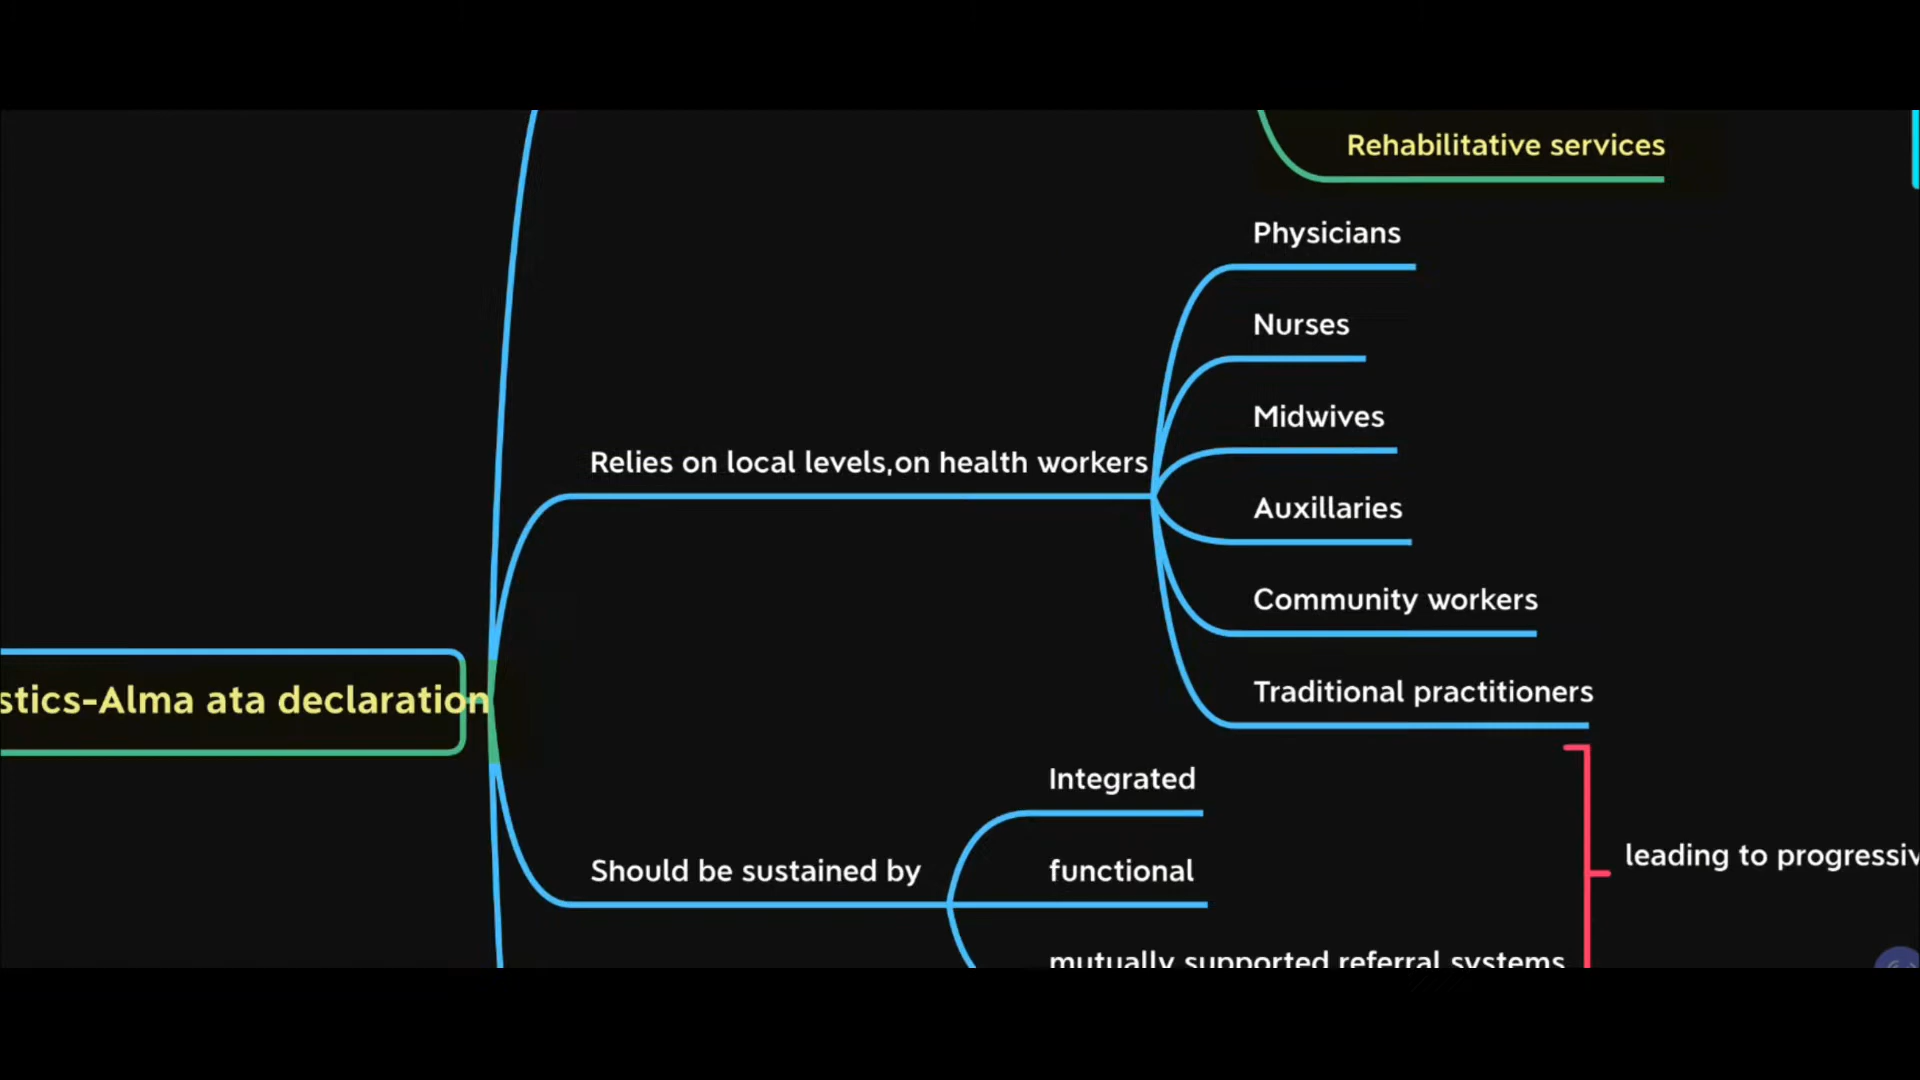 Rehabilitative services
Physicians
Nurses
Midwives
Relies on local levels,on health workers
Auxillaries
Community workers
stics-Alma ata declaration
Traditional practitioners
Integrated
Should be sustained by
functional
leading to progressiv
mutually supported referral systems